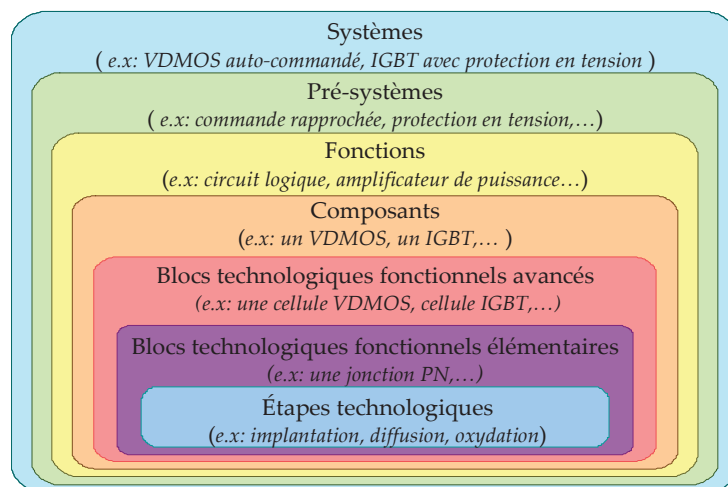 Systèmes
( e.x: VDMOS auto-commandé, IGBT avec protection en tension )
Pré-systèmes
( e.x: commande rapprochée, protection en tension,…)
Fonctions
(e.x: circuit logique, amplificateur de puissance…)
Composants
(e.x: un VDMOS, un IGBT,… )
Blocs technologiques fonctionnels avancés
(e.x: une cellule VDMOS, cellule IGBT,…)
Blocs technologiques fonctionnels élémentaires
(e.x: une jonction PN,…)
Étapes technologiques
(e.x: implantation, diffusion, oxydation)